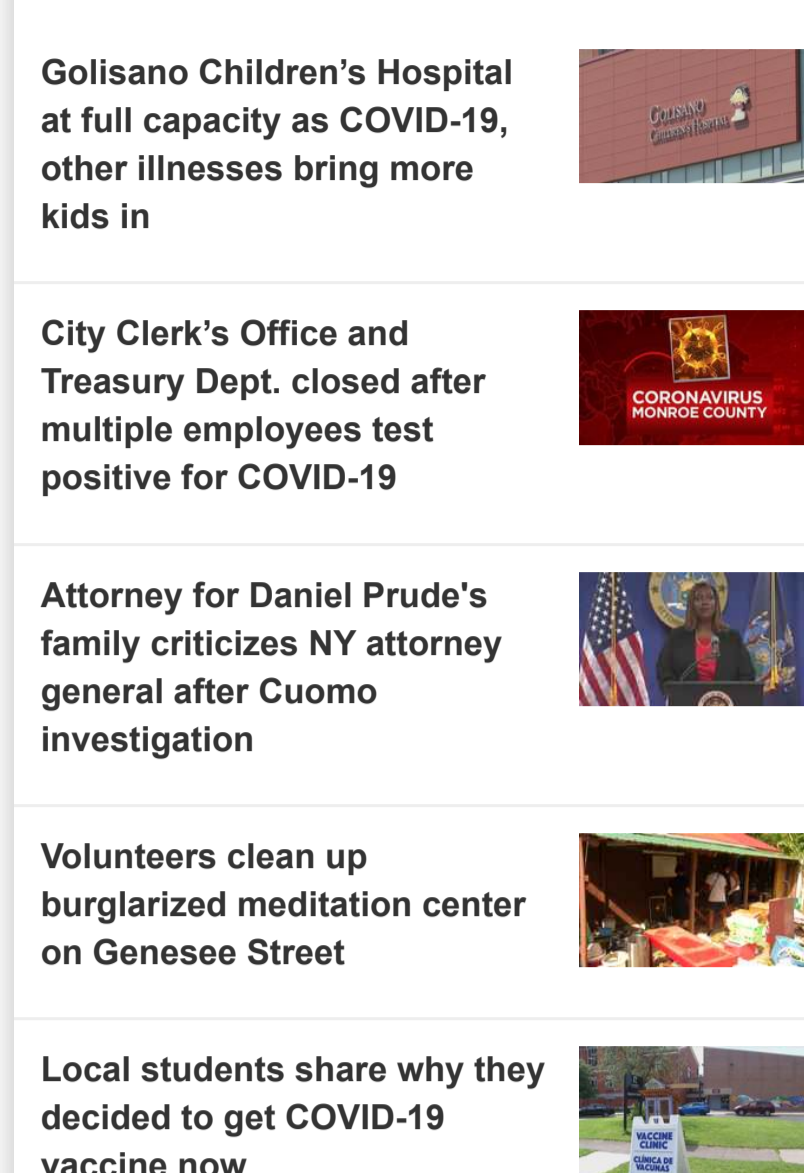 Golisano Children’s Hospital
at full capacity as COVID-19,
other illnesses bring more
kids in
GOLISANO
CHILDREN'S HOSPITAL
City Clerk’s Office and
Treasury Dept. closed after
multiple employees test
positive for COVID-19
CORONAVIRUS
MONROE COUNTY
Attorney for Daniel Prude's
family criticizes NY attorney
general after Cuomo
investigation
Volunteers clean up
burglarized meditation center
on Genesee Street
Local students share why they
decided to get COVID-19
vaccine now
VACCINE
CLINIC
CLÍNICA DE
VACUNAS